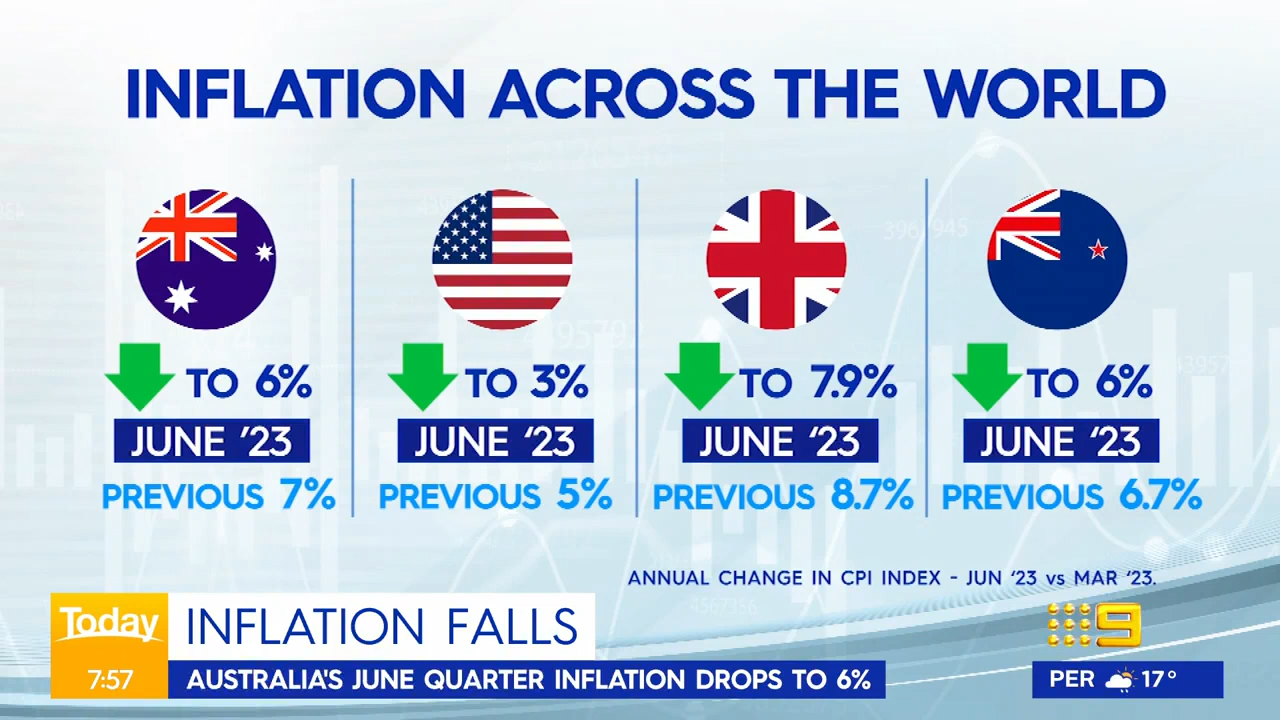 INFLATION ACROSS THE WORLD
TO 6%
JUNE '23
PREVIOUS 7%
TO 3%
JUNE '23
PREVIOUS 5%
TO 7.9%
JUNE '23
PREVIOUS 8.7%
TO 6%
JUNE '23
PREVIOUS 6.7%
ANNUAL CHANGE IN CPI INDEX - JUN '23 vs MAR '23.
Today
7:57
INFLATION FALLS
AUSTRALIA'S JUNE QUARTER INFLATION DROPS TO 6%
9
PER 17°